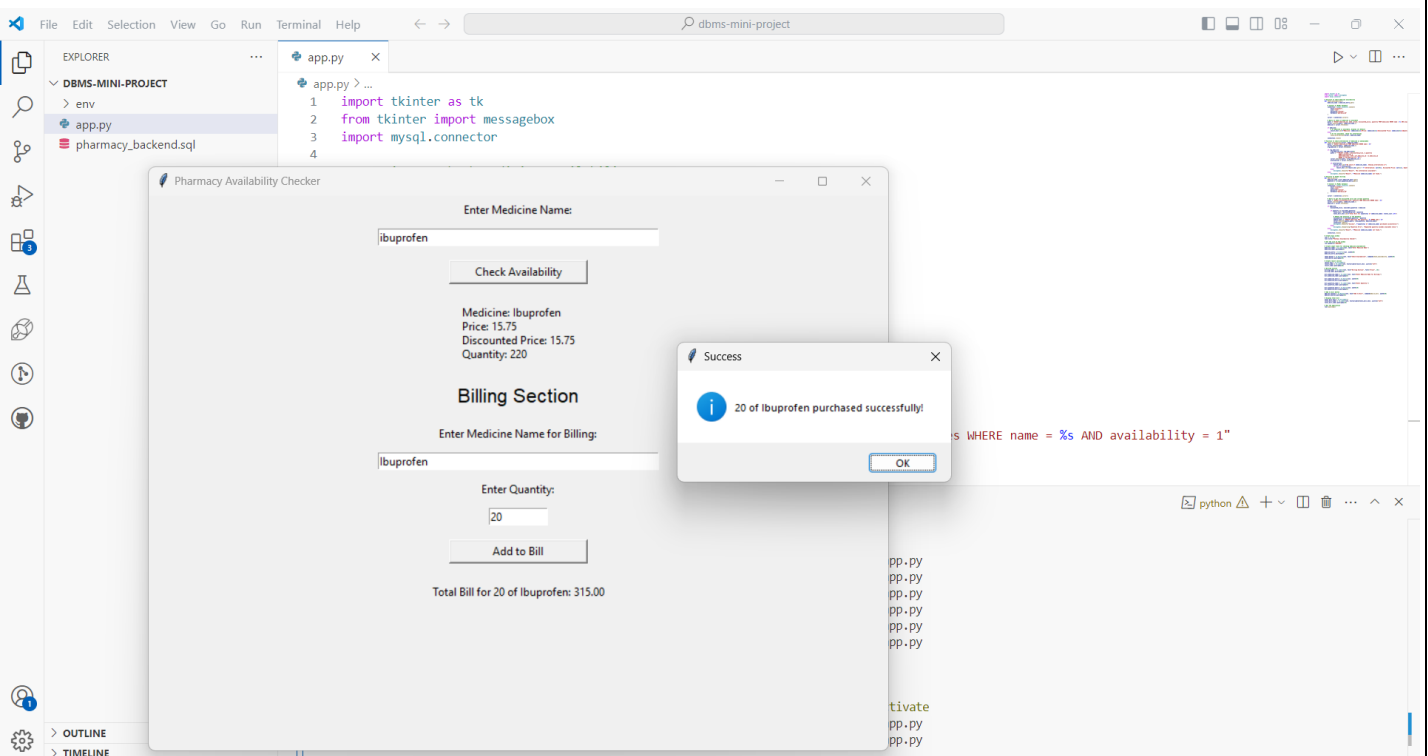 File Edit Selection View Go Run Terminal Help
dbms-mini-project
EXPLORER
DBMS-MINI-PROJECT
env
app.py
pharmacy_backend.sql
3
1
OUTLINE
TIMELINE
app.py
app.py > ...
1 import tkinter as tk
2 from tkinter import messagebox
3 import mysql.connector
4
Pharmacy Availability Checker
Enter Medicine Name:
ibuprofen
Check Availability
Medicine: Ibuprofen
Price: 15.75
Discounted Price: 15.75
Quantity: 220
Billing Section
Enter Medicine Name for Billing:
Ibuprofen
Enter Quantity:
20
Add to Bill
Total Bill for 20 of Ibuprofen: 315.00
Success
20 of Ibuprofen purchased successfully!
OK
s WHERE name = %s AND availability = 1"
python
pp.py
pp.py
pp.py
pp.py
pp.py
pp.py
tivate
pp.py
pp.py